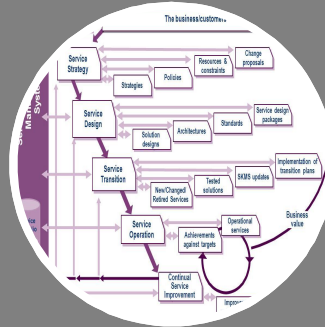 The business/custome
Service
Strategy
Strategies
Policies
Resources &
constraints
Change
proposals
Service
Design
Solution
designs
Architectures
Standards
Service design
packages
Service
Transition
New/Changed/
Retired Services
Tested
solutions
SKMS updates
Implementation of
transition plans
Service
Operation
Achievements
against targets
Operational
services
Business
value
Continual
Service
Improvement
Improv